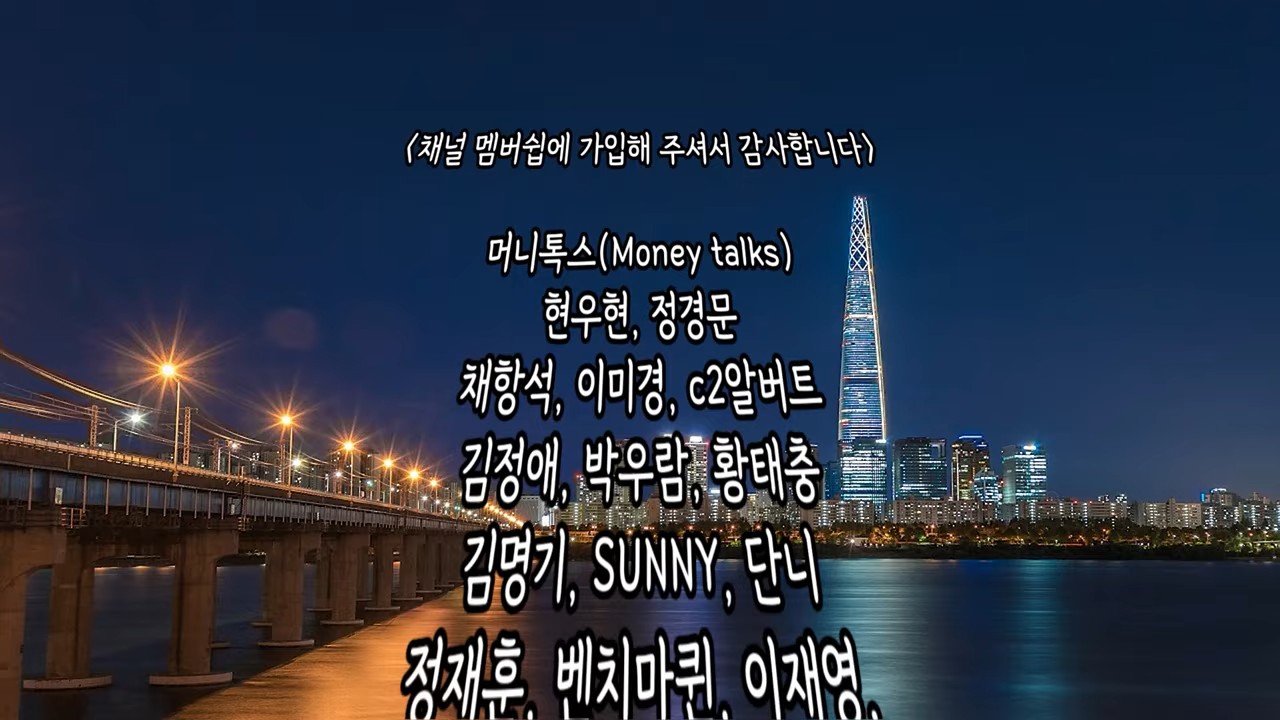 <채널 멤버쉽에 가입해 주셔서 감사합니다>
머니톡스(Money talks)
현우현, 정경문
채항석, 이미경, c2알버트
김정애, 박우람, 황태충
김명기, SUNNY, 단니
정재훈, 벤치마퀸, 이재영,